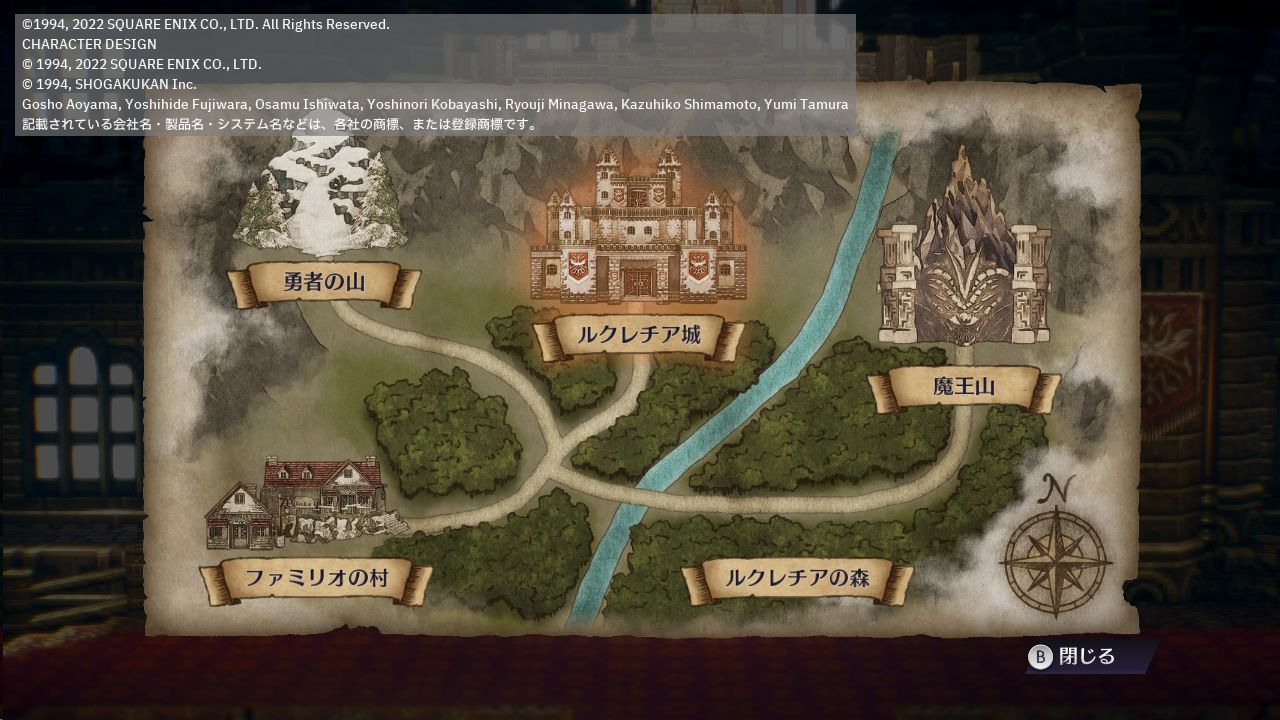 ©1994, 2022 SQUARE ENIX CO., LTD. All Rights Reserved.
CHARACTER DESIGN
© 1994, 2022 SQUARE ENIX CO., LTD.
© 1994, SHOGAKUKAN Inc.
Gosho Aoyama, Yoshihide Fujiwara, Osamu Ishiwata, Yoshinori Kobayashi, Ryouji Minagawa, Kazuhiko Shimamoto, Yumi Tamura
記載されている会社名・製品名・システム名などは、各社の商標、または登録商標です。
勇者の山
ルクレチア城
魔王山
N
ファミリオの村
ルクレチアの森
B 閉じる